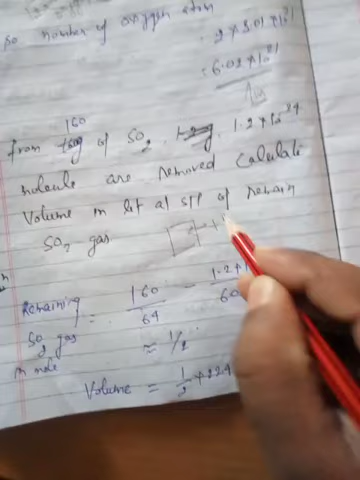 so number of oxygen atom
2 × 3.01 × 10²¹
= 6.02 × 10²¹
160
from of SO₂ 1.2 × 10²⁴
molecule are removed Calculate
Volume in lit at STP of remain
SO₂ gas
Remaining = 160/64 - 1.2 ×
SO₂ gas ≈ 1/2
in mole
Volume = 1/2 × 22.4